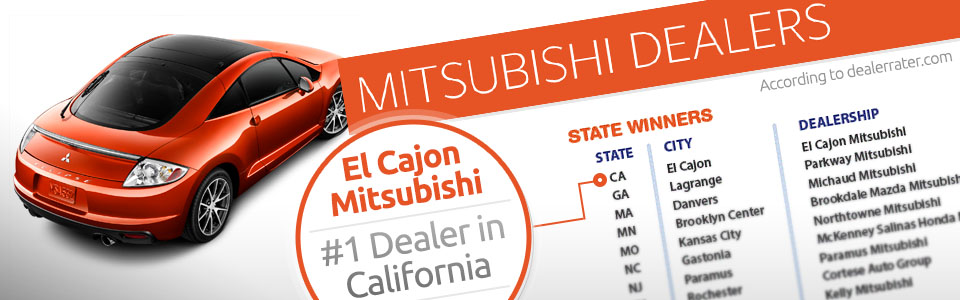 MITSUBISHI DEALERS
According to dealerrater.com
El Cajon
Mitsubishi
#1 Dealer in
California
STATE WINNERS
STATE CITY DEALERSHIP
CA El Cajon El Cajon Mitsubishi
GA Lagrange Parkway Mitsubishi
MA Danvers Michaud Mitsubishi
MN Brooklyn Center Brookdale Mazda Mitsubishi
MO Kansas City Northtowne Mitsubishi
NC Gastonia McKenney Salinas Honda
NJ Paramus Paramus Mitsubishi
Rochester Cortese Auto Group
Kelly Mitsubishi